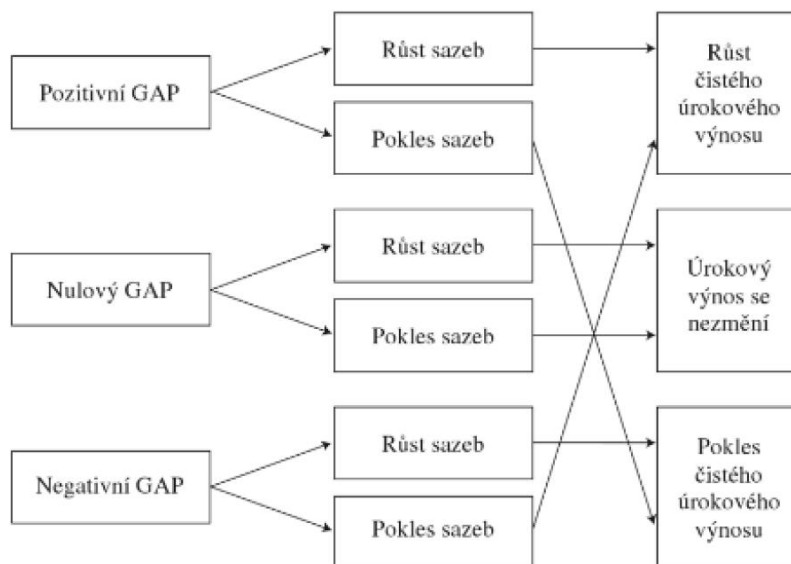 Pozitivní GAP
Růst sazeb
Pokles sazeb
Růst
čistého
úrokového
výnosu
Nulový GAP
Růst sazeb
Pokles sazeb
Úrokový
výnos se
nezmění
Negativní GAP
Růst sazeb
Pokles sazeb
Pokles
čistého
úrokového
výnosu